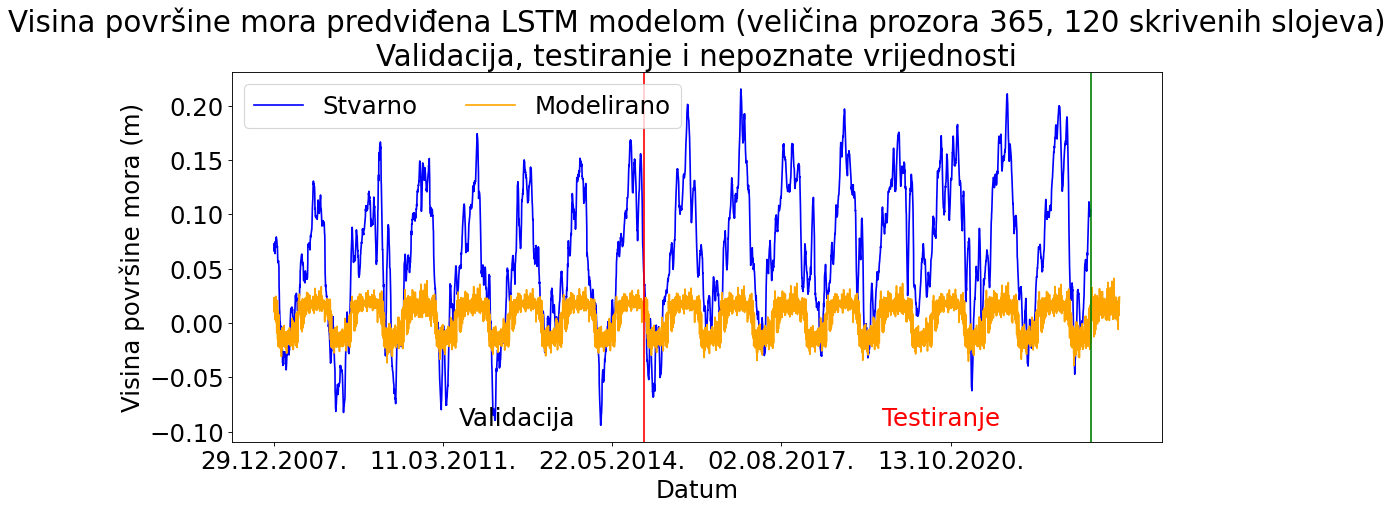 Visina površine mora predviđena LSTM modelom (veličina prozora 365, 120 skrivenih slojeva)
Validacija, testiranje i nepoznate vrijednosti
Stvarno Modelirano
Visina površine mora (m)
0.20
0.15
0.10
0.05
0.00
−0.05
−0.10
Validacija Testiranje
29.12.2007. 11.03.2011. 22.05.2014. 02.08.2017. 13.10.2020.
Datum